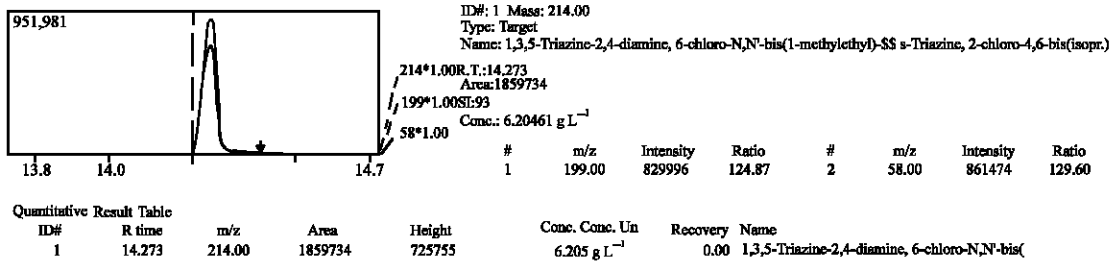 951,981
ID#: 1 Mass: 214.00
Type: Target
Name: 1,3,5-Triazine-2,4-diamine, 6-chloro-N,N'-bis(1-methylethyl)-$$ s-Triazine, 2-chloro-4,6-bis(isopr.)
214*1.00R.T.:14.273
Area:1859734
199*1.00SI:93
Conc.: 6.20461 g L⁻¹
58*1.00
# m/z Intensity Ratio # m/z Intensity Ratio
1 199.00 829996 124.87 2 58.00 861474 129.60
13.8 14.0 14.7
Quantitative Result Table
ID# R time m/z Area Height Conc. Conc. Un Recovery Name
1 14.273 214.00 1859734 725755 6.205 g L⁻¹ 0.00 1,3,5-Triazine-2,4-diamine, 6-chloro-N,N'-bis(